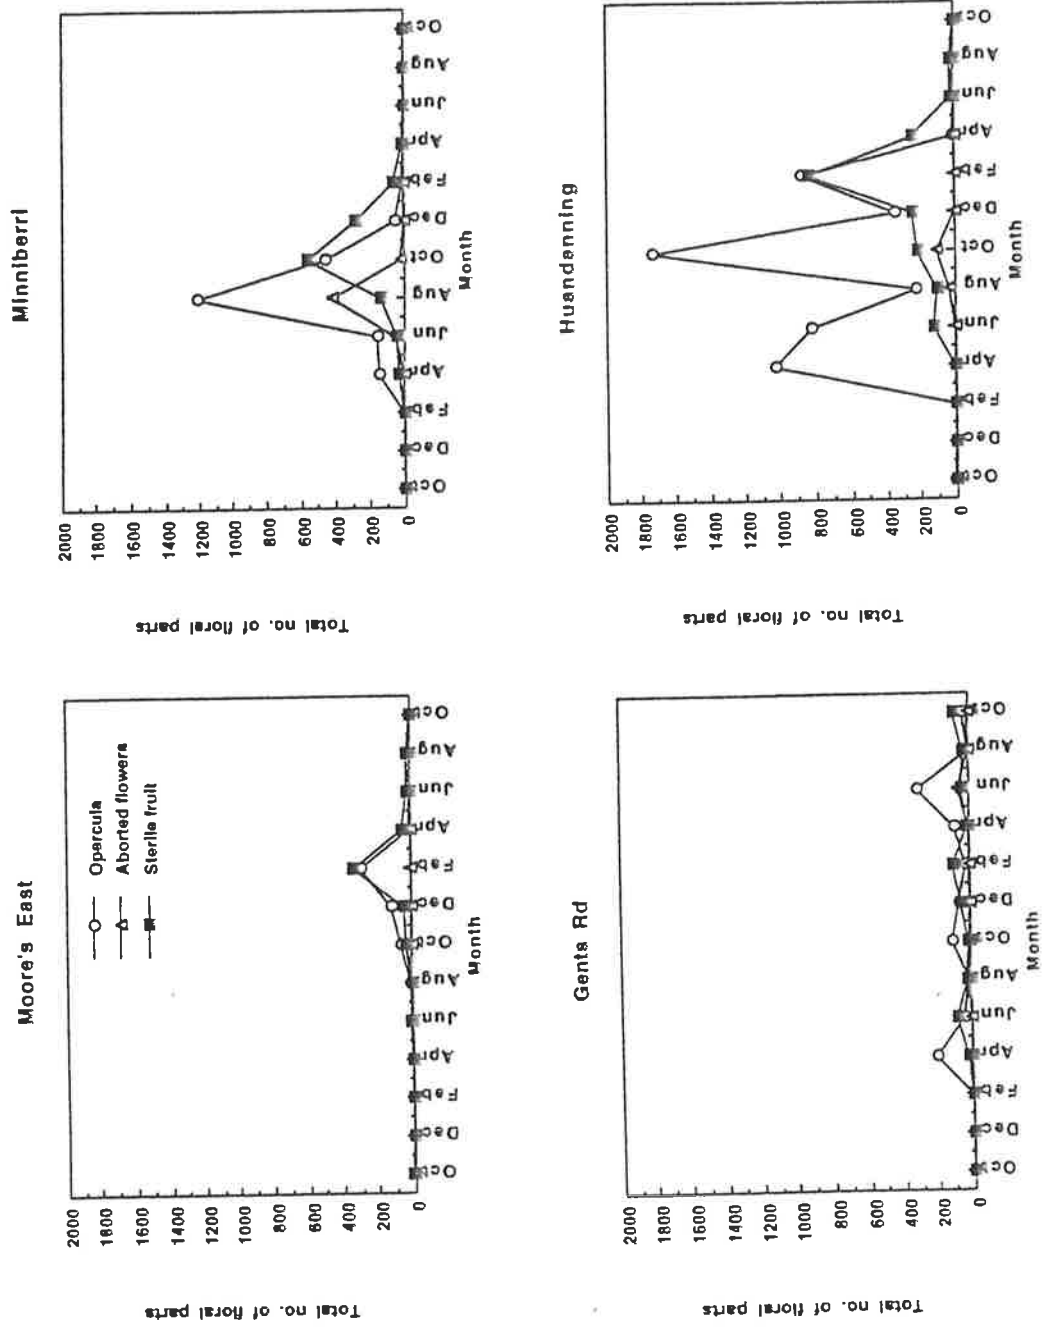 Moore's East
Total no. of floral parts
2000
1800
1600
1400
1200
1000
800
600
400
200
0
Opercula
Aborted flowers
Sterile fruit
Oct
Dec
Feb
Apr
Jun
Aug
Oct
Dec
Feb
Apr
Jun
Aug
Oct
Month
Minniberri
Total no. of floral parts
2000
1800
1600
1400
1200
1000
800
600
400
200
0
Oct
Dec
Feb
Apr
Jun
Aug
Oct
Dec
Feb
Apr
Jun
Aug
Oct
Month
Gents Rd
Total no. of floral parts
2000
1800
1600
1400
1200
1000
800
600
400
200
0
Oct
Dec
Feb
Apr
Jun
Aug
Oct
Dec
Feb
Apr
Jun
Aug
Oct
Month
Huandanning
Total no. of floral parts
2000
1800
1600
1400
1200
1000
800
600
400
200
0
Oct
Dec
Feb
Apr
Jun
Aug
Oct
Dec
Feb
Apr
Jun
Aug
Oct
Month